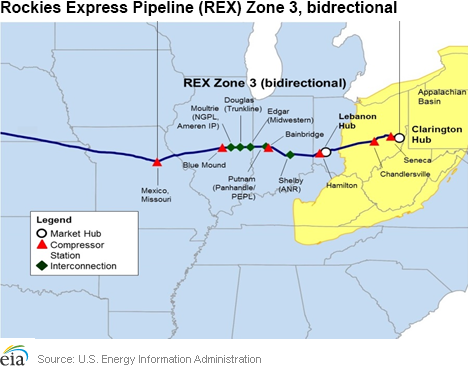 Rockies Express Pipeline (REX) Zone 3, bidrectional
REX Zone 3 (bidirectional)
Appalachian
Basin
Douglas
(Trunkline)
Moultrie
(NGPL,
Ameren IP)
Edgar
(Midwestern)
Lebanon
Hub
Bainbridge
Clarington
Hub
Blue Mound
Seneca
Putnam
(Panhandle/
PEPL)
Shelby
(ANR)
Hamilton
Chandlersville
Mexico,
Missouri
Legend
Market Hub
Compressor
Station
Interconnection
eia
Source: U.S. Energy Information Administration